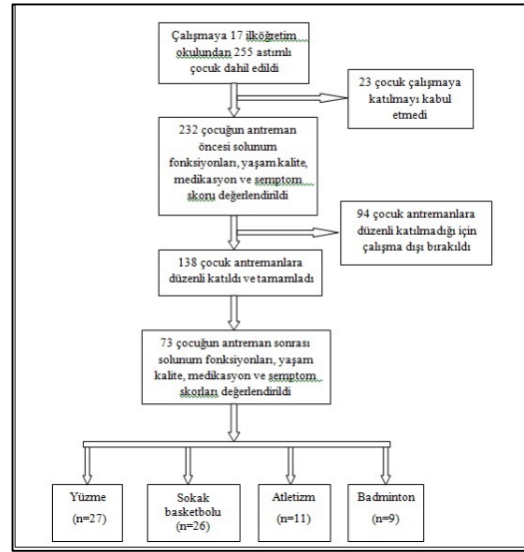 Çalışmaya 17 ilköğretim
okulundan 255 astımlı
çocuk dahil edildi
23 çocuk çalışmaya
katılmayı kabul
etmedi
232 çocuğun antreman
öncesi solunum
fonksiyonları, yaşam kalite,
medikasyon ve semptom
skoru değerlendirildi
94 çocuk antremanlara
düzenli katılmadığı için
çalışma dışı bırakıldı
138 çocuk antremanlara
düzenli katıldı ve tamamladı
73 çocuğun antreman sonrası
solunum fonksiyonları, yaşam
kalite, medikasyon ve semptom
skorları değerlendirildi
Yüzme
(n=27)
Sokak
basketbolu
(n=26)
Atletizm
(n=11)
Badminton
(n=9)